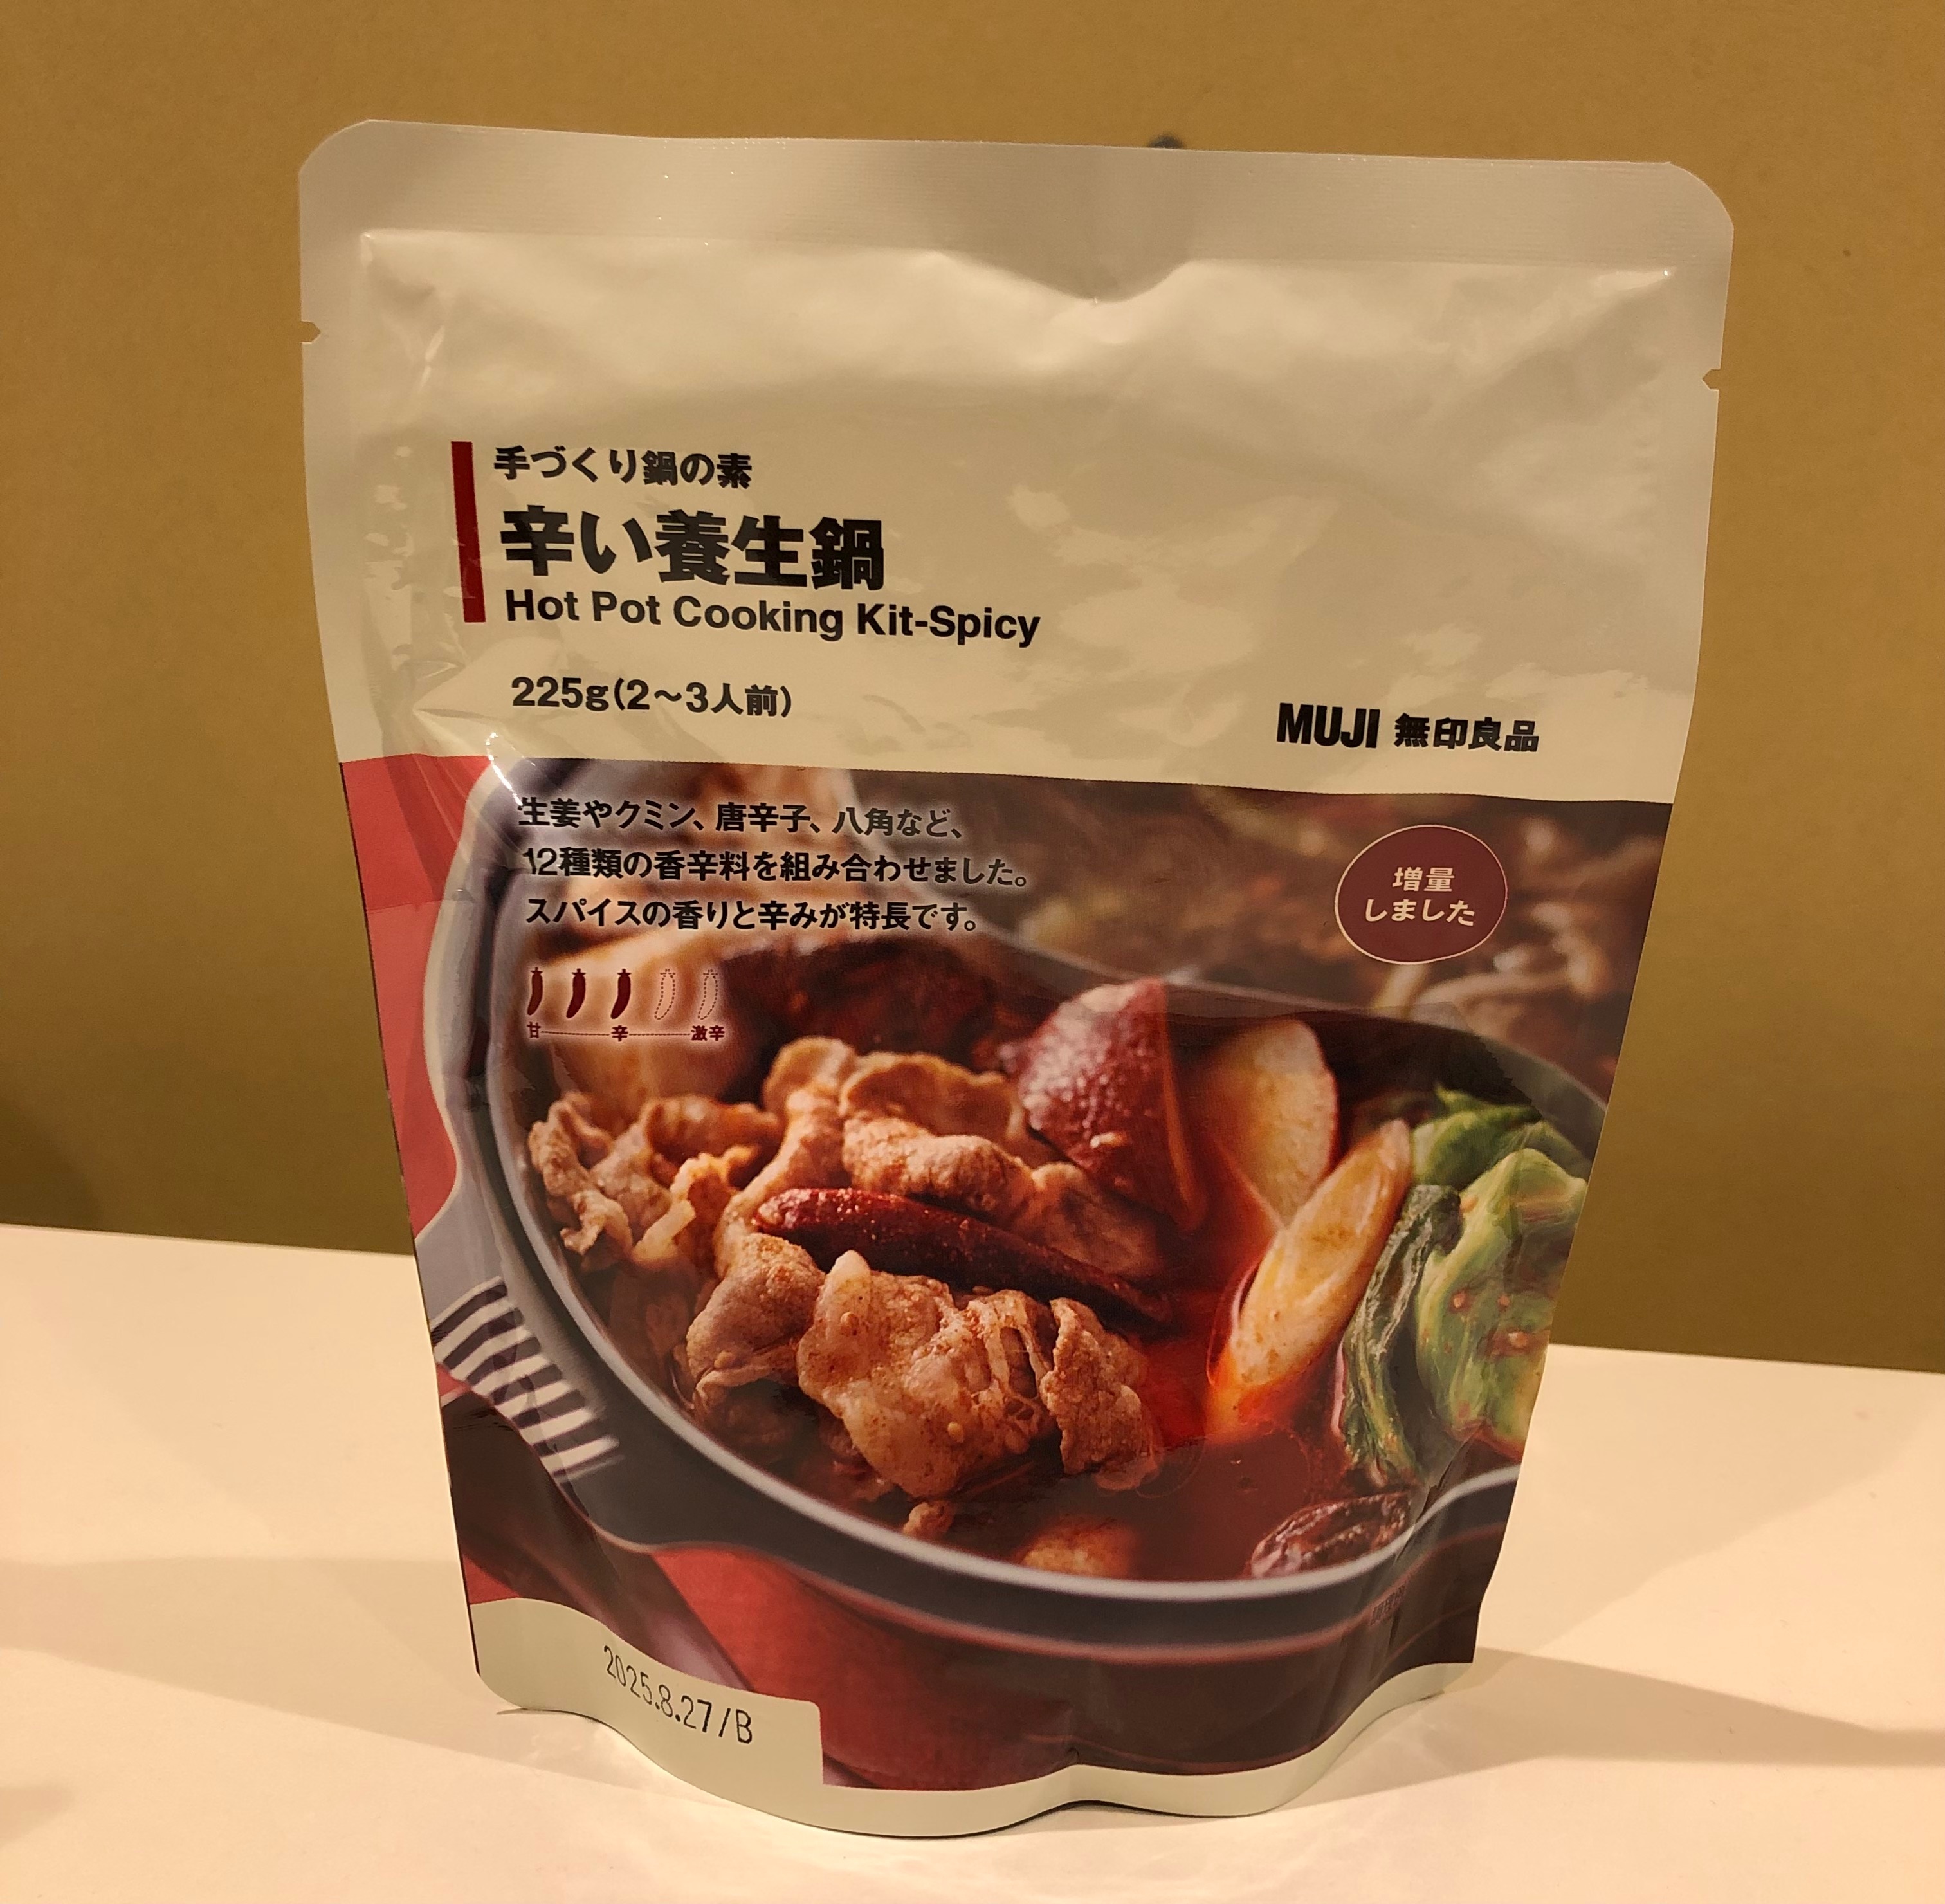 手づくり鍋の素
辛い養生鍋
Hot Pot Cooking Kit-Spicy
225g(2〜3人前)
MUJI 無印良品
生姜やクミン、唐辛子、八角など、
12種類の香辛料を組み合わせました。
スパイスの香りと辛みが特長です。
増量
しました
甘 辛 激辛
2025.8.27/B